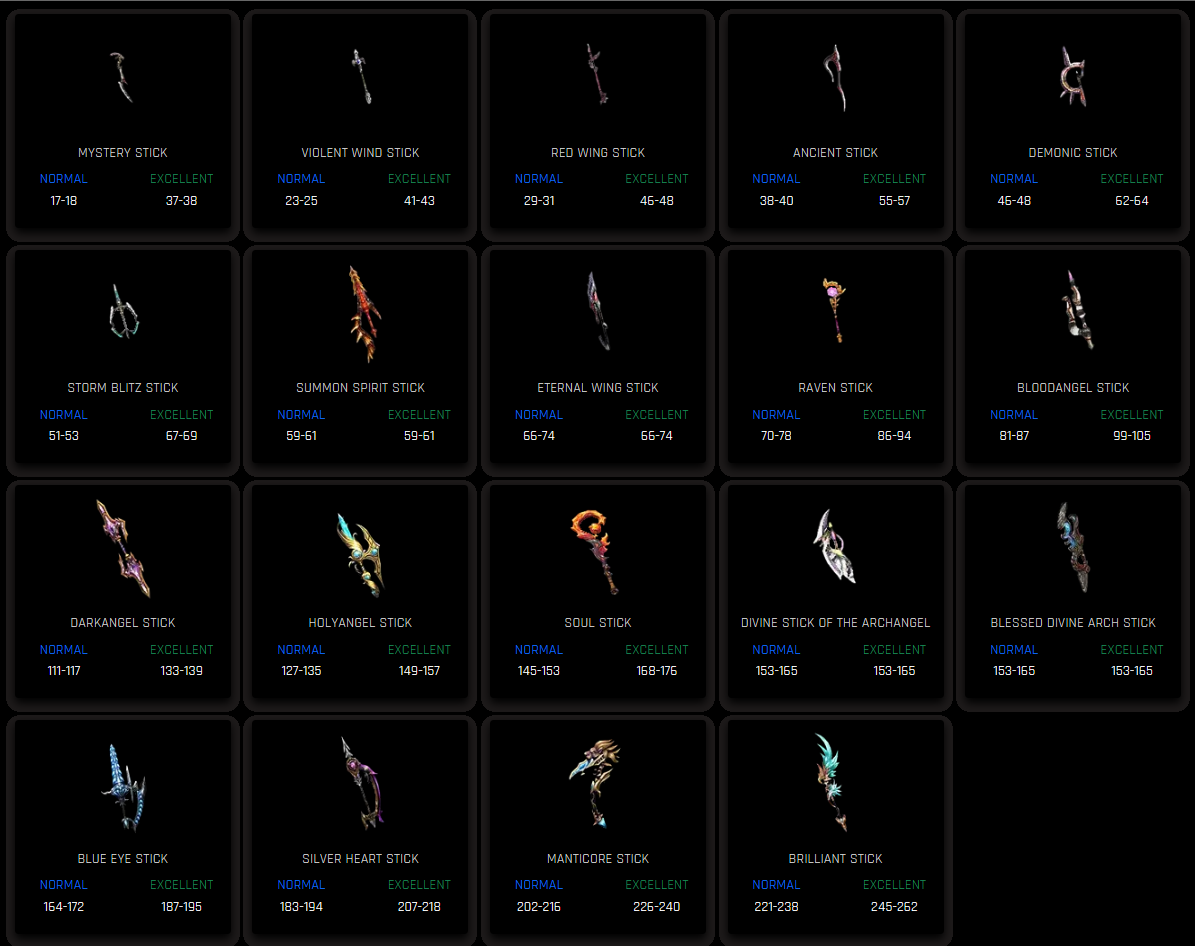 MYSTERY STICK
NORMAL EXCELLENT
17-18 37-38
VIOLENT WIND STICK
NORMAL EXCELLENT
23-25 41-43
RED WING STICK
NORMAL EXCELLENT
29-31 46-48
ANCIENT STICK
NORMAL EXCELLENT
38-40 55-57
DEMONIC STICK
NORMAL EXCELLENT
46-48 62-64
STORM BLITZ STICK
NORMAL EXCELLENT
51-53 67-69
SUMMON SPIRIT STICK
NORMAL EXCELLENT
59-61 59-61
ETERNAL WING STICK
NORMAL EXCELLENT
66-74 66-74
RAVEN STICK
NORMAL EXCELLENT
70-78 86-94
BLOODANGEL STICK
NORMAL EXCELLENT
81-87 99-105
DARKANGEL STICK
NORMAL EXCELLENT
111-117 133-139
HOLYANGEL STICK
NORMAL EXCELLENT
127-135 149-157
SOUL STICK
NORMAL EXCELLENT
145-153 168-176
DIVINE STICK OF THE ARCHANGEL
NORMAL EXCELLENT
153-165 153-165
BLESSED DIVINE ARCH STICK
NORMAL EXCELLENT
153-165 153-165
BLUE EYE STICK
NORMAL EXCELLENT
164-172 187-195
SILVER HEART STICK
NORMAL EXCELLENT
183-194 207-218
MANTICORE STICK
NORMAL EXCELLENT
202-216 226-240
BRILLIANT STICK
NORMAL EXCELLENT
221-238 245-262